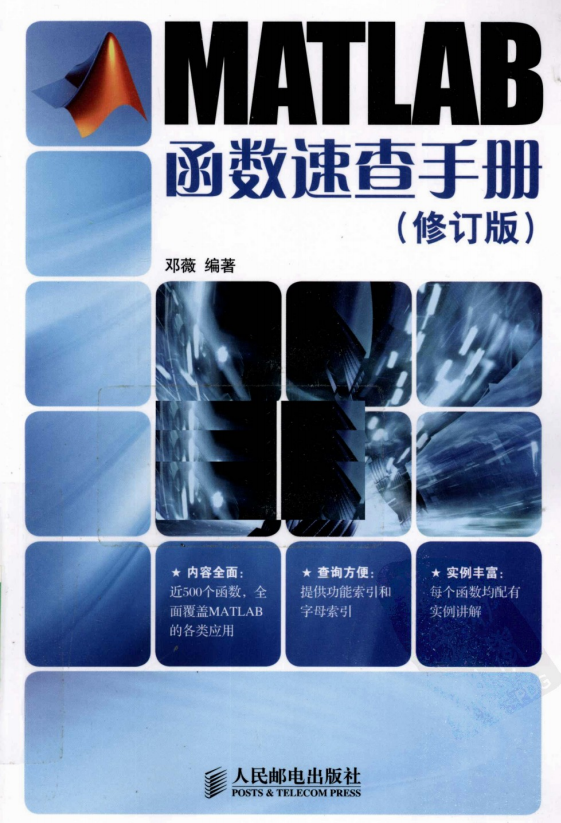 MATLAB
函数速查手册
（修订版）
邓薇 编著
★ 内容全面：
近500个函数，全
面覆盖MATLAB
的各类应用
★ 查询方便：
提供功能索引和
字母索引
★ 实例丰富：
每个函数均配有
实例讲解
人民邮电出版社
POSTS & TELECOM PRESS